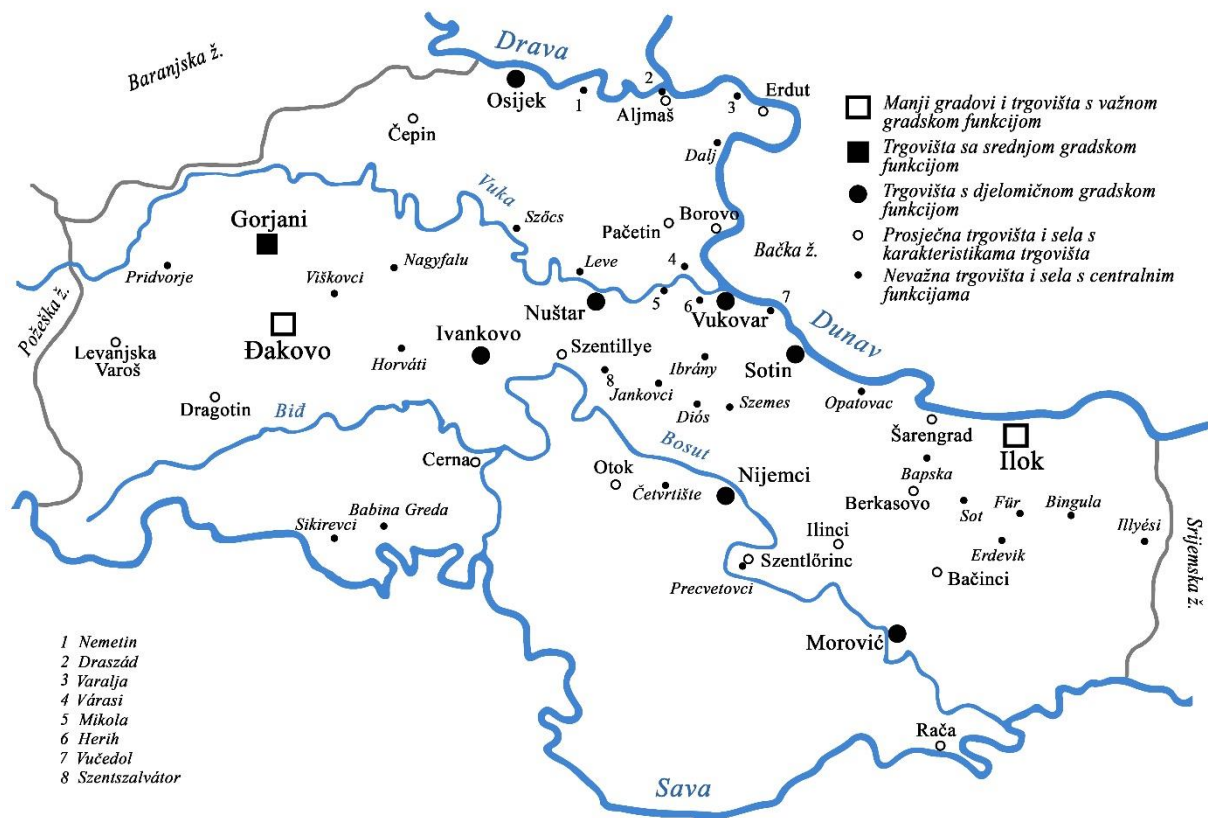 Drava
Baranjska ž.
Osijek
1
2
Aljmaš
3
Erdut
Čepin
Dalj
Manji gradovi i trgovišta s važnom
gradskom funkcijom
Trgovišta sa srednjom gradskom
funkcijom
Trgovišta s djelomičnom gradskom
funkcijom
Prosječna trgovišta i sela s
karakteristikama trgovišta
Nevažna trgovišta i sela s centralnim
funkcijama
Vuka
Gorjani
Szőcs
Pačetin
Borovo
Bačka ž.
Pridvorje
Viškovci
Nagyfalu
Leve
4
5
6
7
Požeška ž.
Nuštar
Vukovar
Dunav
Đakovo
Ivankovo
Levanjska
Varoš
Horváti
Szentillye
8
Jankovci
Ibrány
Sotin
Dragotin
Diós
Szemes
Opatovac
Biđ
Bosut
Šarengrad
Ilok
Cerna
Otok
Četvrtište
Nijemci
Bapska
Berkasovo
Sot
Für
Bingula
Sikirevci
Babina Greda
Ilinci
Erdevik
Illyési
Srijemska ž.
Szentlőrinc
Precvetovci
Bačinci
Morović
1 Nemetin
2 Draszád
3 Varalja
4 Várasi
5 Mikola
6 Herih
7 Vučedol
8 Szentszalvátor
Rača
Sava